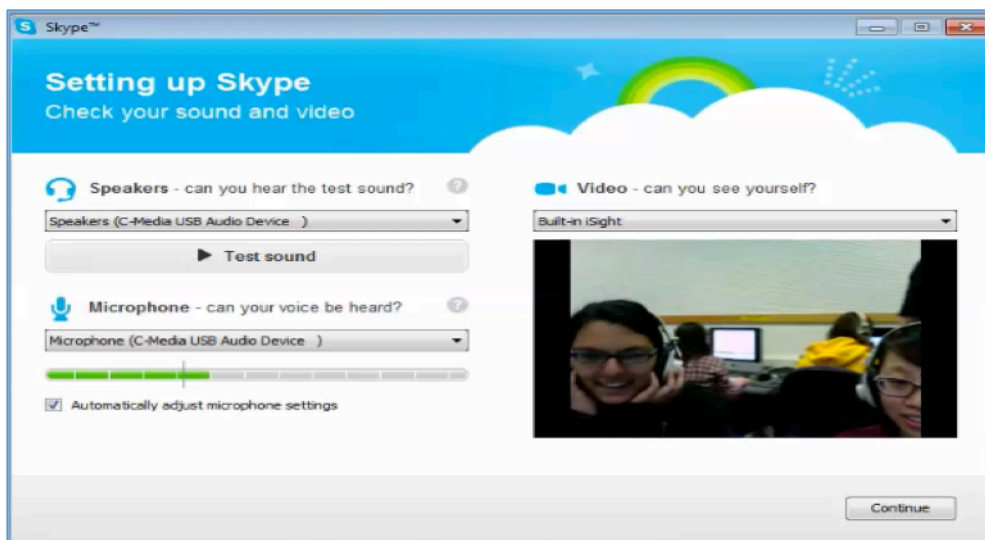 Skype™
Setting up Skype
Check your sound and video
Speakers - can you hear the test sound?
Speakers (C-Media USB Audio Device )
Test sound
Microphone - can your voice be heard?
Microphone (C-Media USB Audio Device )
Automatically adjust microphone settings
Video - can you see yourself?
Built-in iSight
Continue